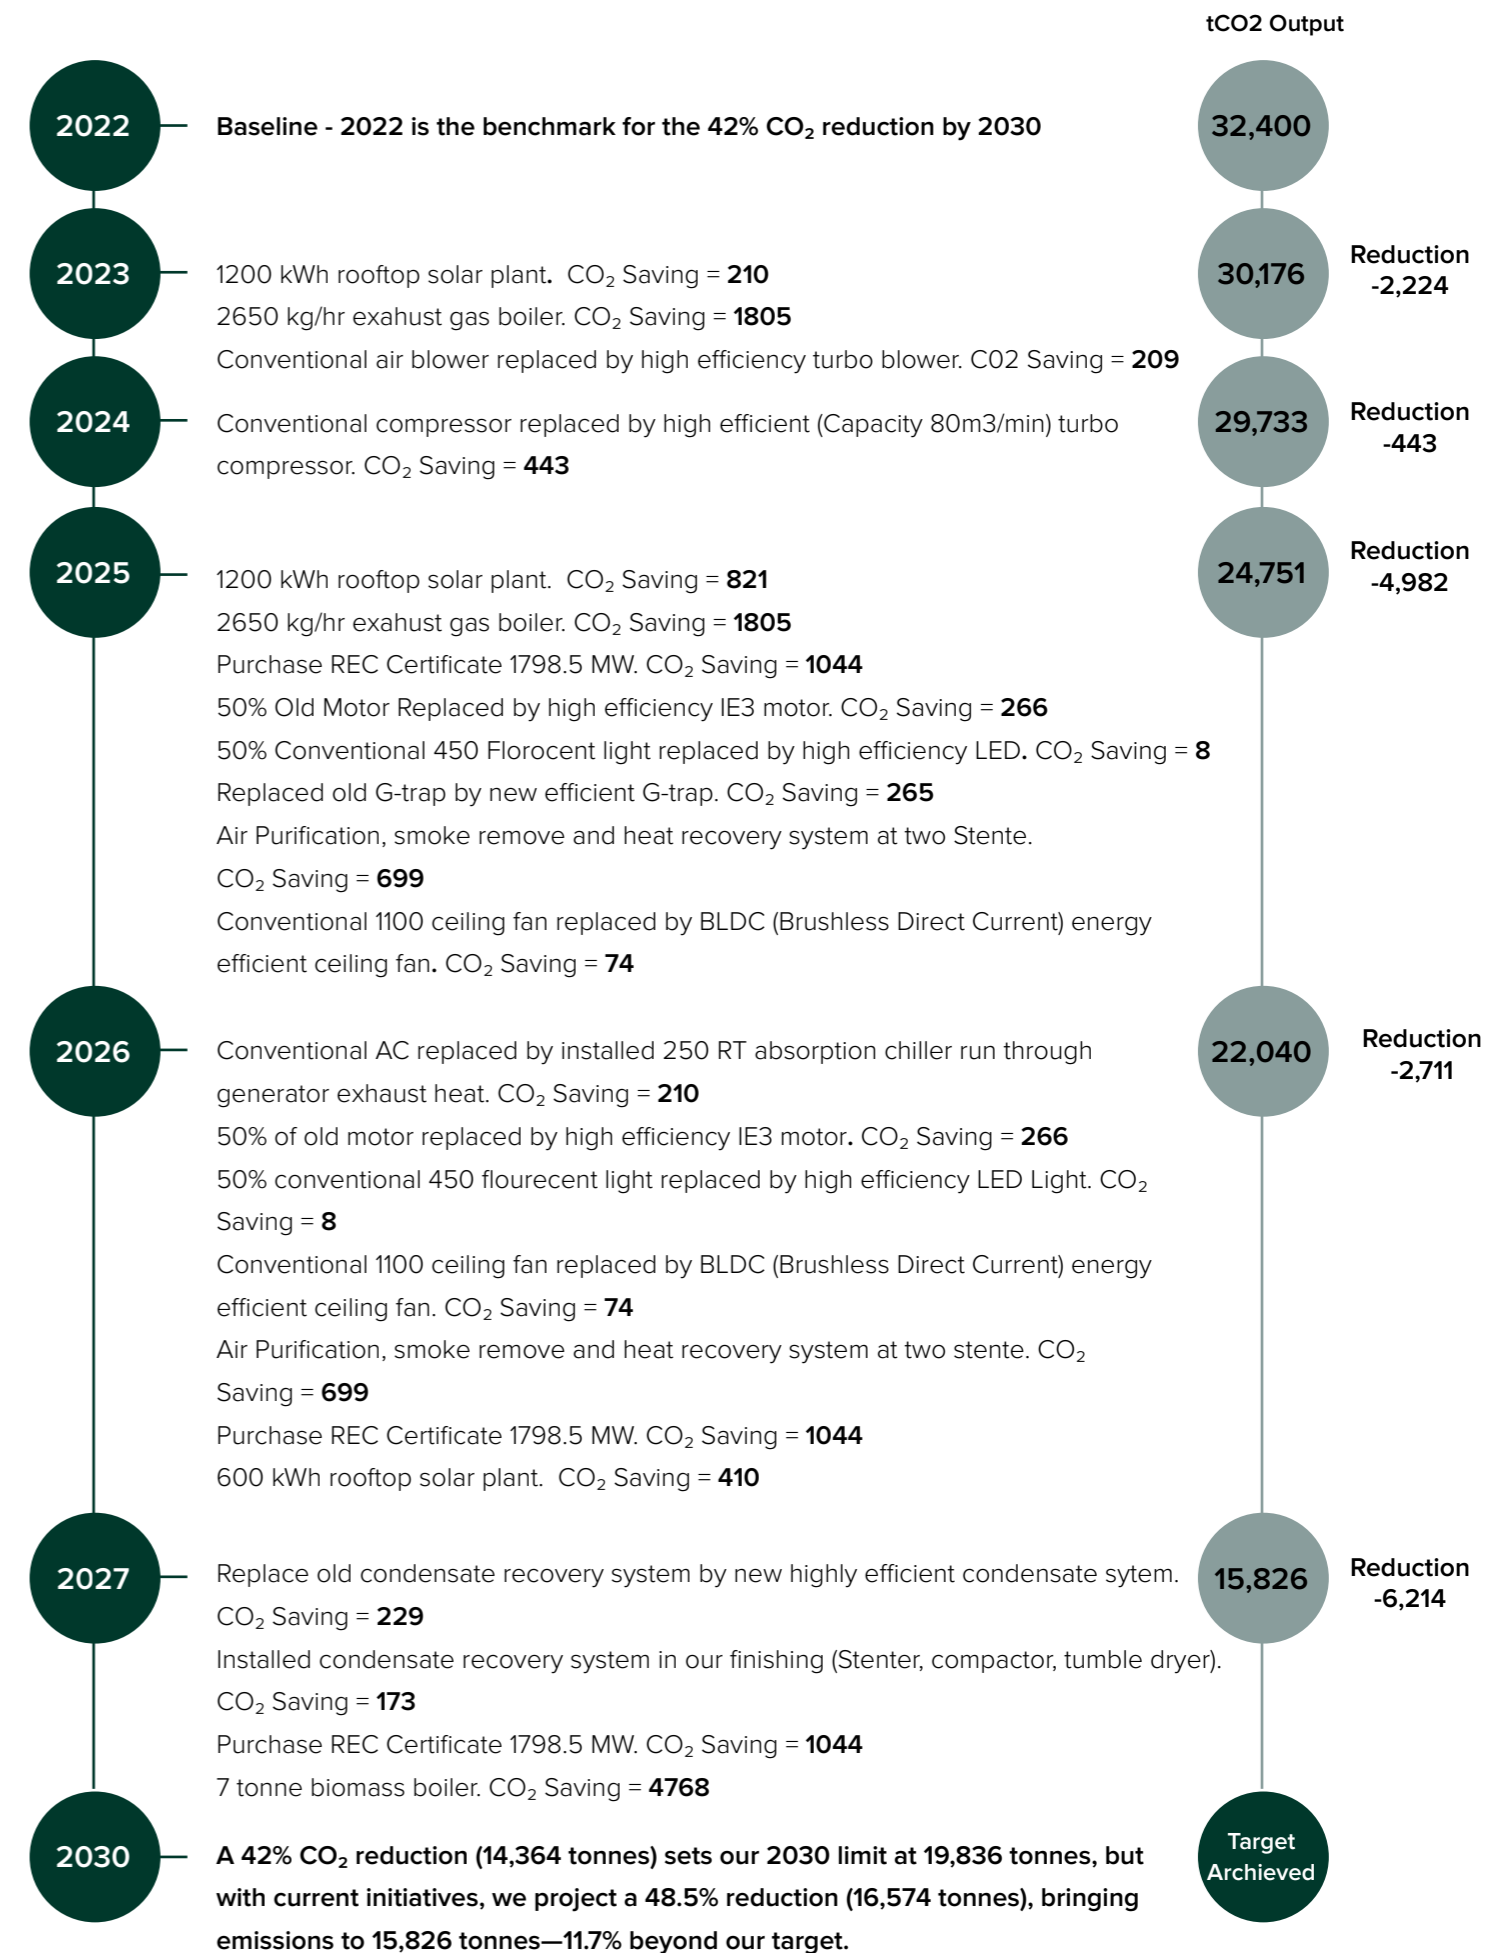 tCO2 Output
2022
Baseline - 2022 is the benchmark for the 42% CO₂ reduction by 2030
32,400
2023
1200 kWh rooftop solar plant. CO₂ Saving = 210
2650 kg/hr exahust gas boiler. CO₂ Saving = 1805
Conventional air blower replaced by high efficiency turbo blower. C02 Saving = 209
30,176
Reduction
-2,224
2024
Conventional compressor replaced by high efficient (Capacity 80m3/min) turbo
compressor. CO₂ Saving = 443
29,733
Reduction
-443
2025
1200 kWh rooftop solar plant. CO₂ Saving = 821
2650 kg/hr exahust gas boiler. CO₂ Saving = 1805
Purchase REC Certificate 1798.5 MW. CO₂ Saving = 1044
50% Old Motor Replaced by high efficiency IE3 motor. CO₂ Saving = 266
50% Conventional 450 Florocent light replaced by high efficiency LED. CO₂ Saving = 8
Replaced old G-trap by new efficient G-trap. CO₂ Saving = 265
Air Purification, smoke remove and heat recovery system at two Stente.
CO₂ Saving = 699
Conventional 1100 ceiling fan replaced by BLDC (Brushless Direct Current) energy
efficient ceiling fan. CO₂ Saving = 74
24,751
Reduction
-4,982
2026
Conventional AC replaced by installed 250 RT absorption chiller run through
generator exhaust heat. CO₂ Saving = 210
50% of old motor replaced by high efficiency IE3 motor. CO₂ Saving = 266
50% conventional 450 flourecent light replaced by high efficiency LED Light. CO₂
Saving = 8
Conventional 1100 ceiling fan replaced by BLDC (Brushless Direct Current) energy
efficient ceiling fan. CO₂ Saving = 74
Air Purification, smoke remove and heat recovery system at two stente. CO₂
Saving = 699
Purchase REC Certificate 1798.5 MW. CO₂ Saving = 1044
600 kWh rooftop solar plant. CO₂ Saving = 410
22,040
Reduction
-2,711
2027
Replace old condensate recovery system by new highly efficient condensate sytem.
CO₂ Saving = 229
Installed condensate recovery system in our finishing (Stenter, compactor, tumble dryer).
CO₂ Saving = 173
Purchase REC Certificate 1798.5 MW. CO₂ Saving = 1044
7 tonne biomass boiler. CO₂ Saving = 4768
15,826
Reduction
-6,214
2030
A 42% CO₂ reduction (14,364 tonnes) sets our 2030 limit at 19,836 tonnes, but
with current initiatives, we project a 48.5% reduction (16,574 tonnes), bringing
emissions to 15,826 tonnes—11.7% beyond our target.
Target
Archieved